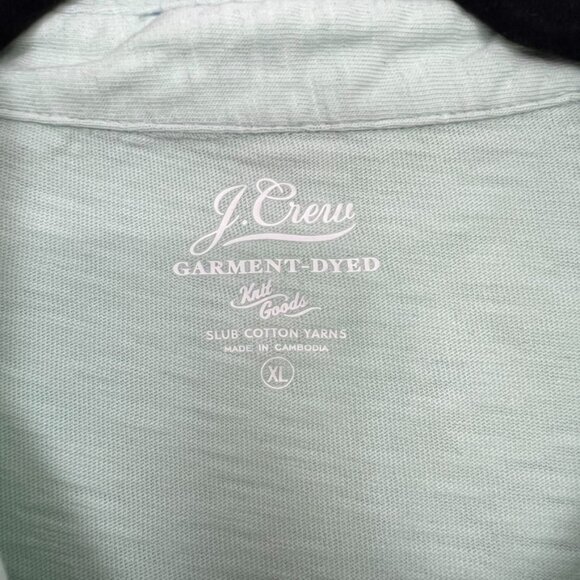 J.Crew
GARMENT-DYED
Knit
Goods
SLUB COTTON YARNS
MADE IN CAMBODIA
XL